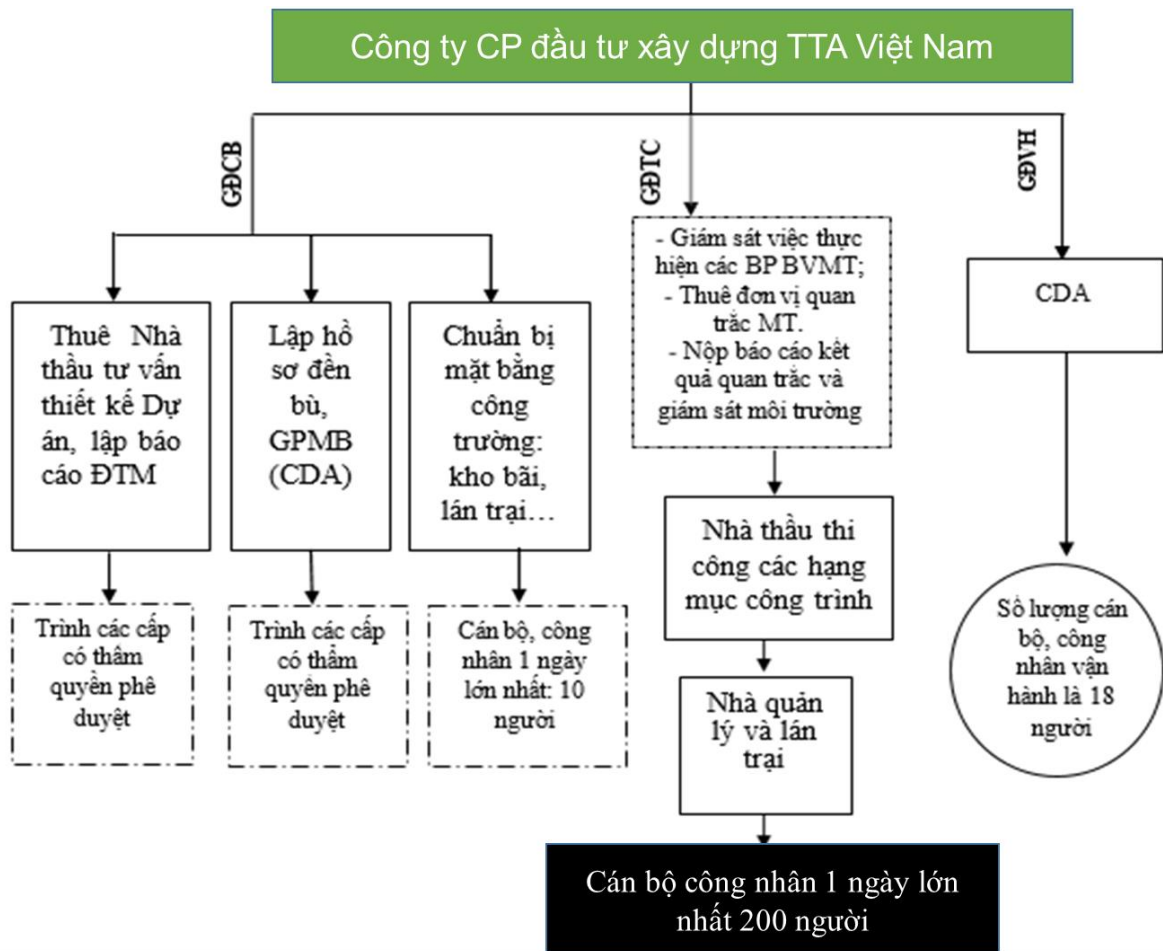 Công ty CP đầu tư xây dựng TTA Việt Nam
GĐCB
GĐTC
GĐVH
Thuê Nhà
thầu tư vấn
thiết kế Dự
án, lập báo
cáo ĐTM
Lập hồ
sơ đền
bù,
GPMB
(CDA)
Chuẩn bị
mặt bằng
công
trường:
kho bãi,
lán trại…
- Giám sát việc thực
hiện các BP BVMT;
- Thuê đơn vị quan
trắc MT.
- Nộp báo cáo kết
quả quan trắc và
giám sát môi trường
CDA
Trình các cấp
có thẩm
quyền phê
duyệt
Trình các cấp
có thẩm
quyền phê
duyệt
Cán bộ, công
nhân 1 ngày
lớn nhất: 10
người
Nhà thầu thi
công các hạng
mục công trình
Nhà quản
lý và lán
trại
Số lượng cán
bộ, công
nhân vận
hành là 18
người
Cán bộ công nhân 1 ngày lớn
nhất 200 người